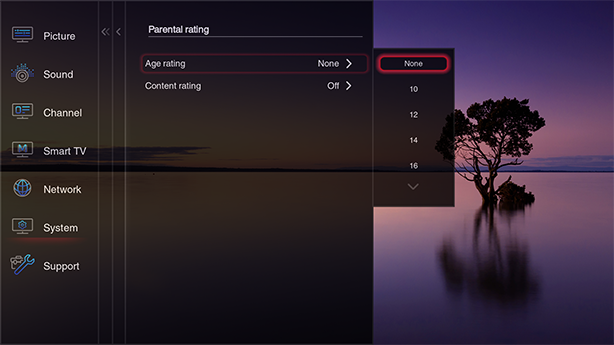 Picture
Sound
Channel
Smart TV
Network
System
Support
Parental rating
Age rating None
Content rating Off
None
10
12
14
16